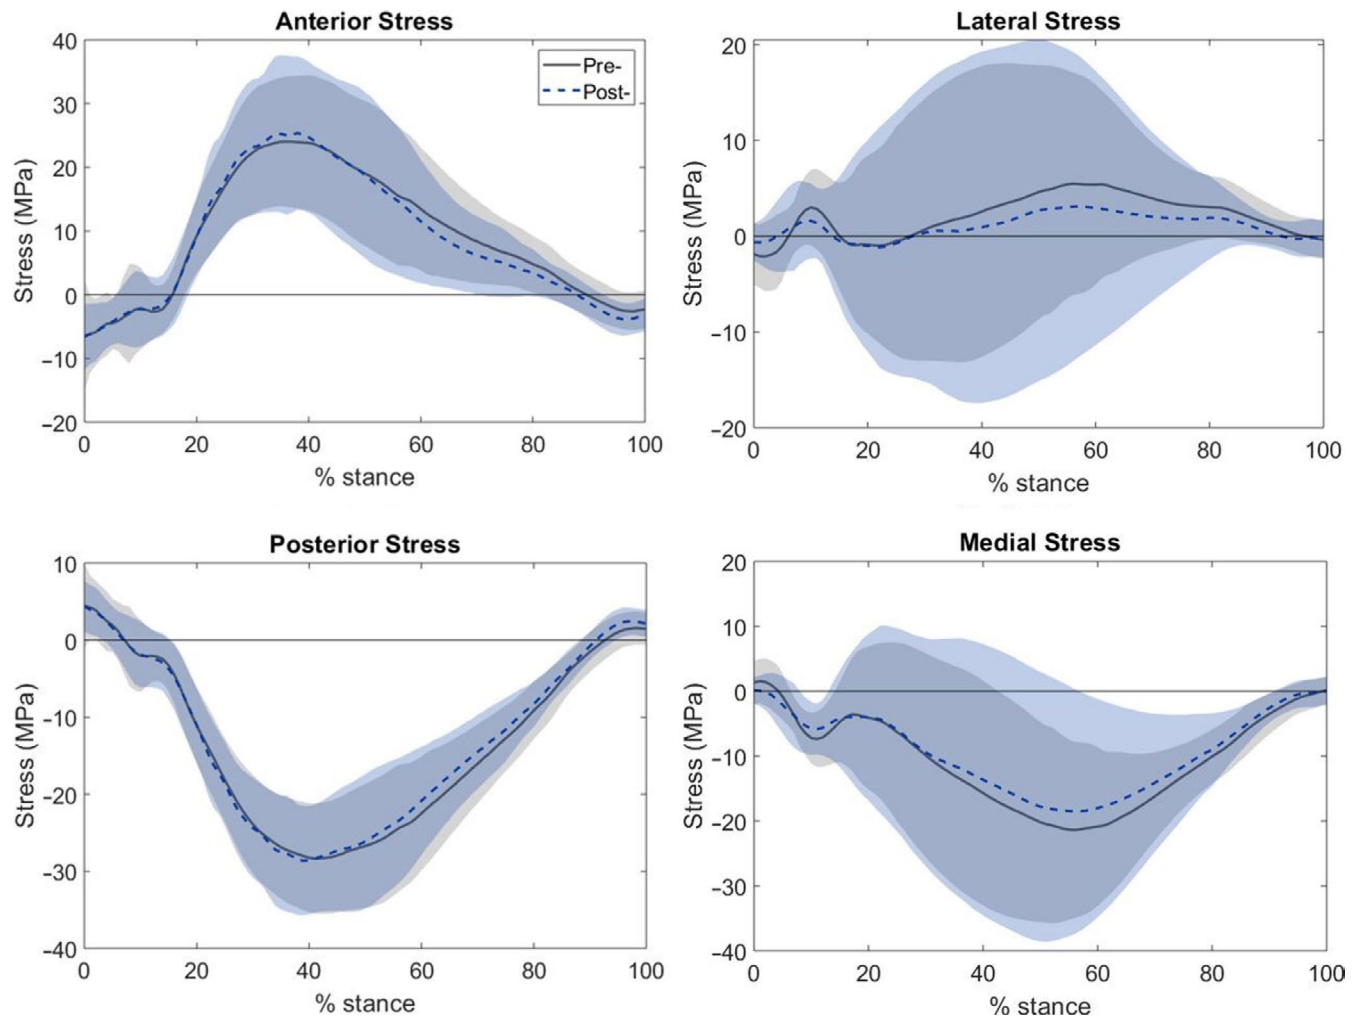 Anterior Stress
Stress (MPa)
40
30
20
10
0
−10
−20
Pre-
Post-
0 20 40 60 80 100
% stance
Lateral Stress
Stress (MPa)
20
10
0
−10
−20
0 20 40 60 80 100
% stance
Posterior Stress
Stress (MPa)
10
0
−10
−20
−30
−40
0 20 40 60 80 100
% stance
Medial Stress
Stress (MPa)
20
10
0
−10
−20
−30
−40
0 20 40 60 80 100
% stance